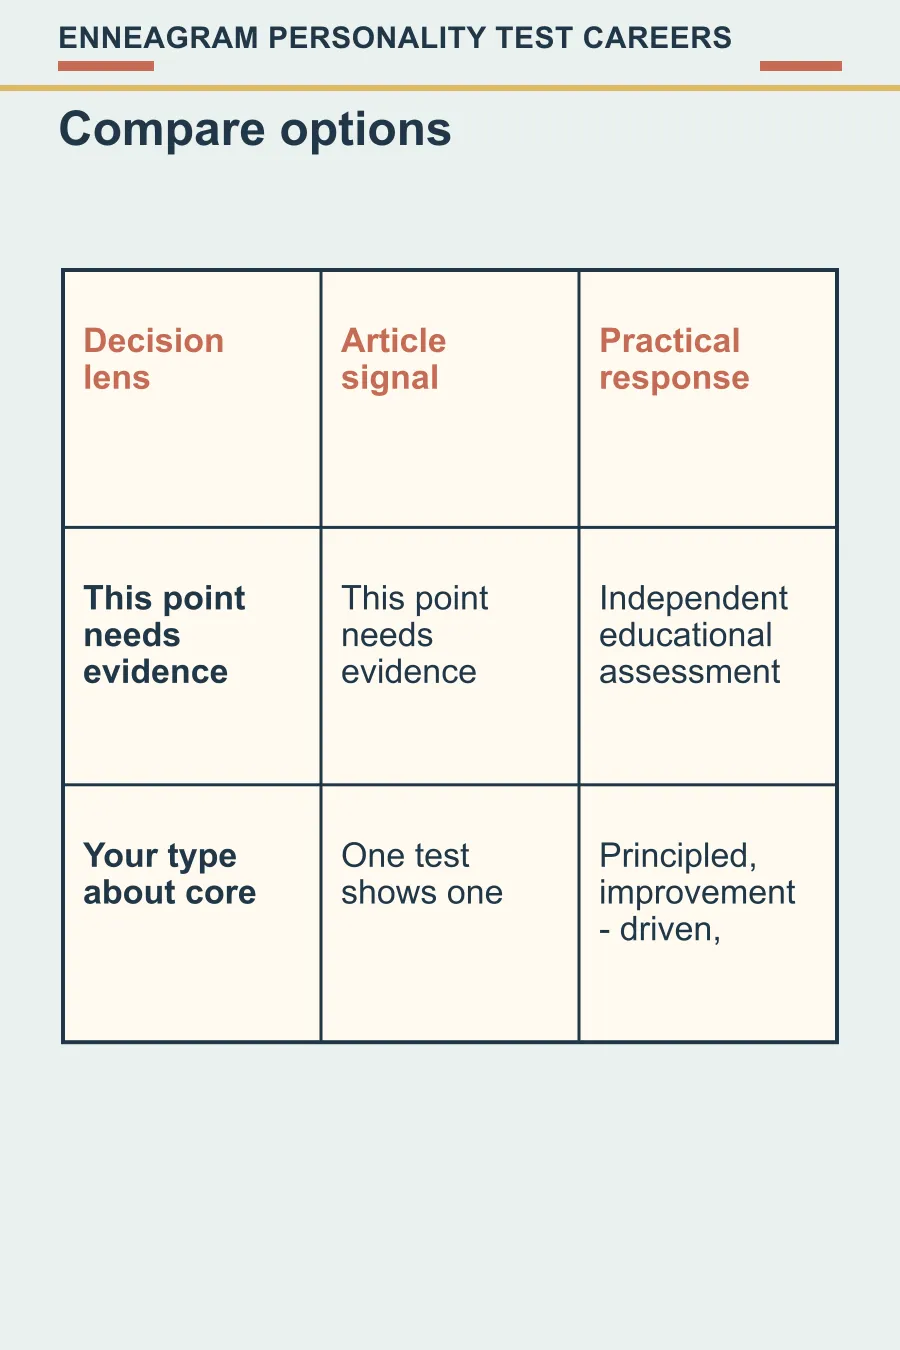 ENNEAGRAM PERSONALITY TEST CAREERS
Compare options
Decision
lens
Article
signal
Practical
response
This point
needs
evidence
This point
needs
evidence
Independent
educational
assessment
Your type
about core
One test
shows one
Principled,
improvement
- driven,